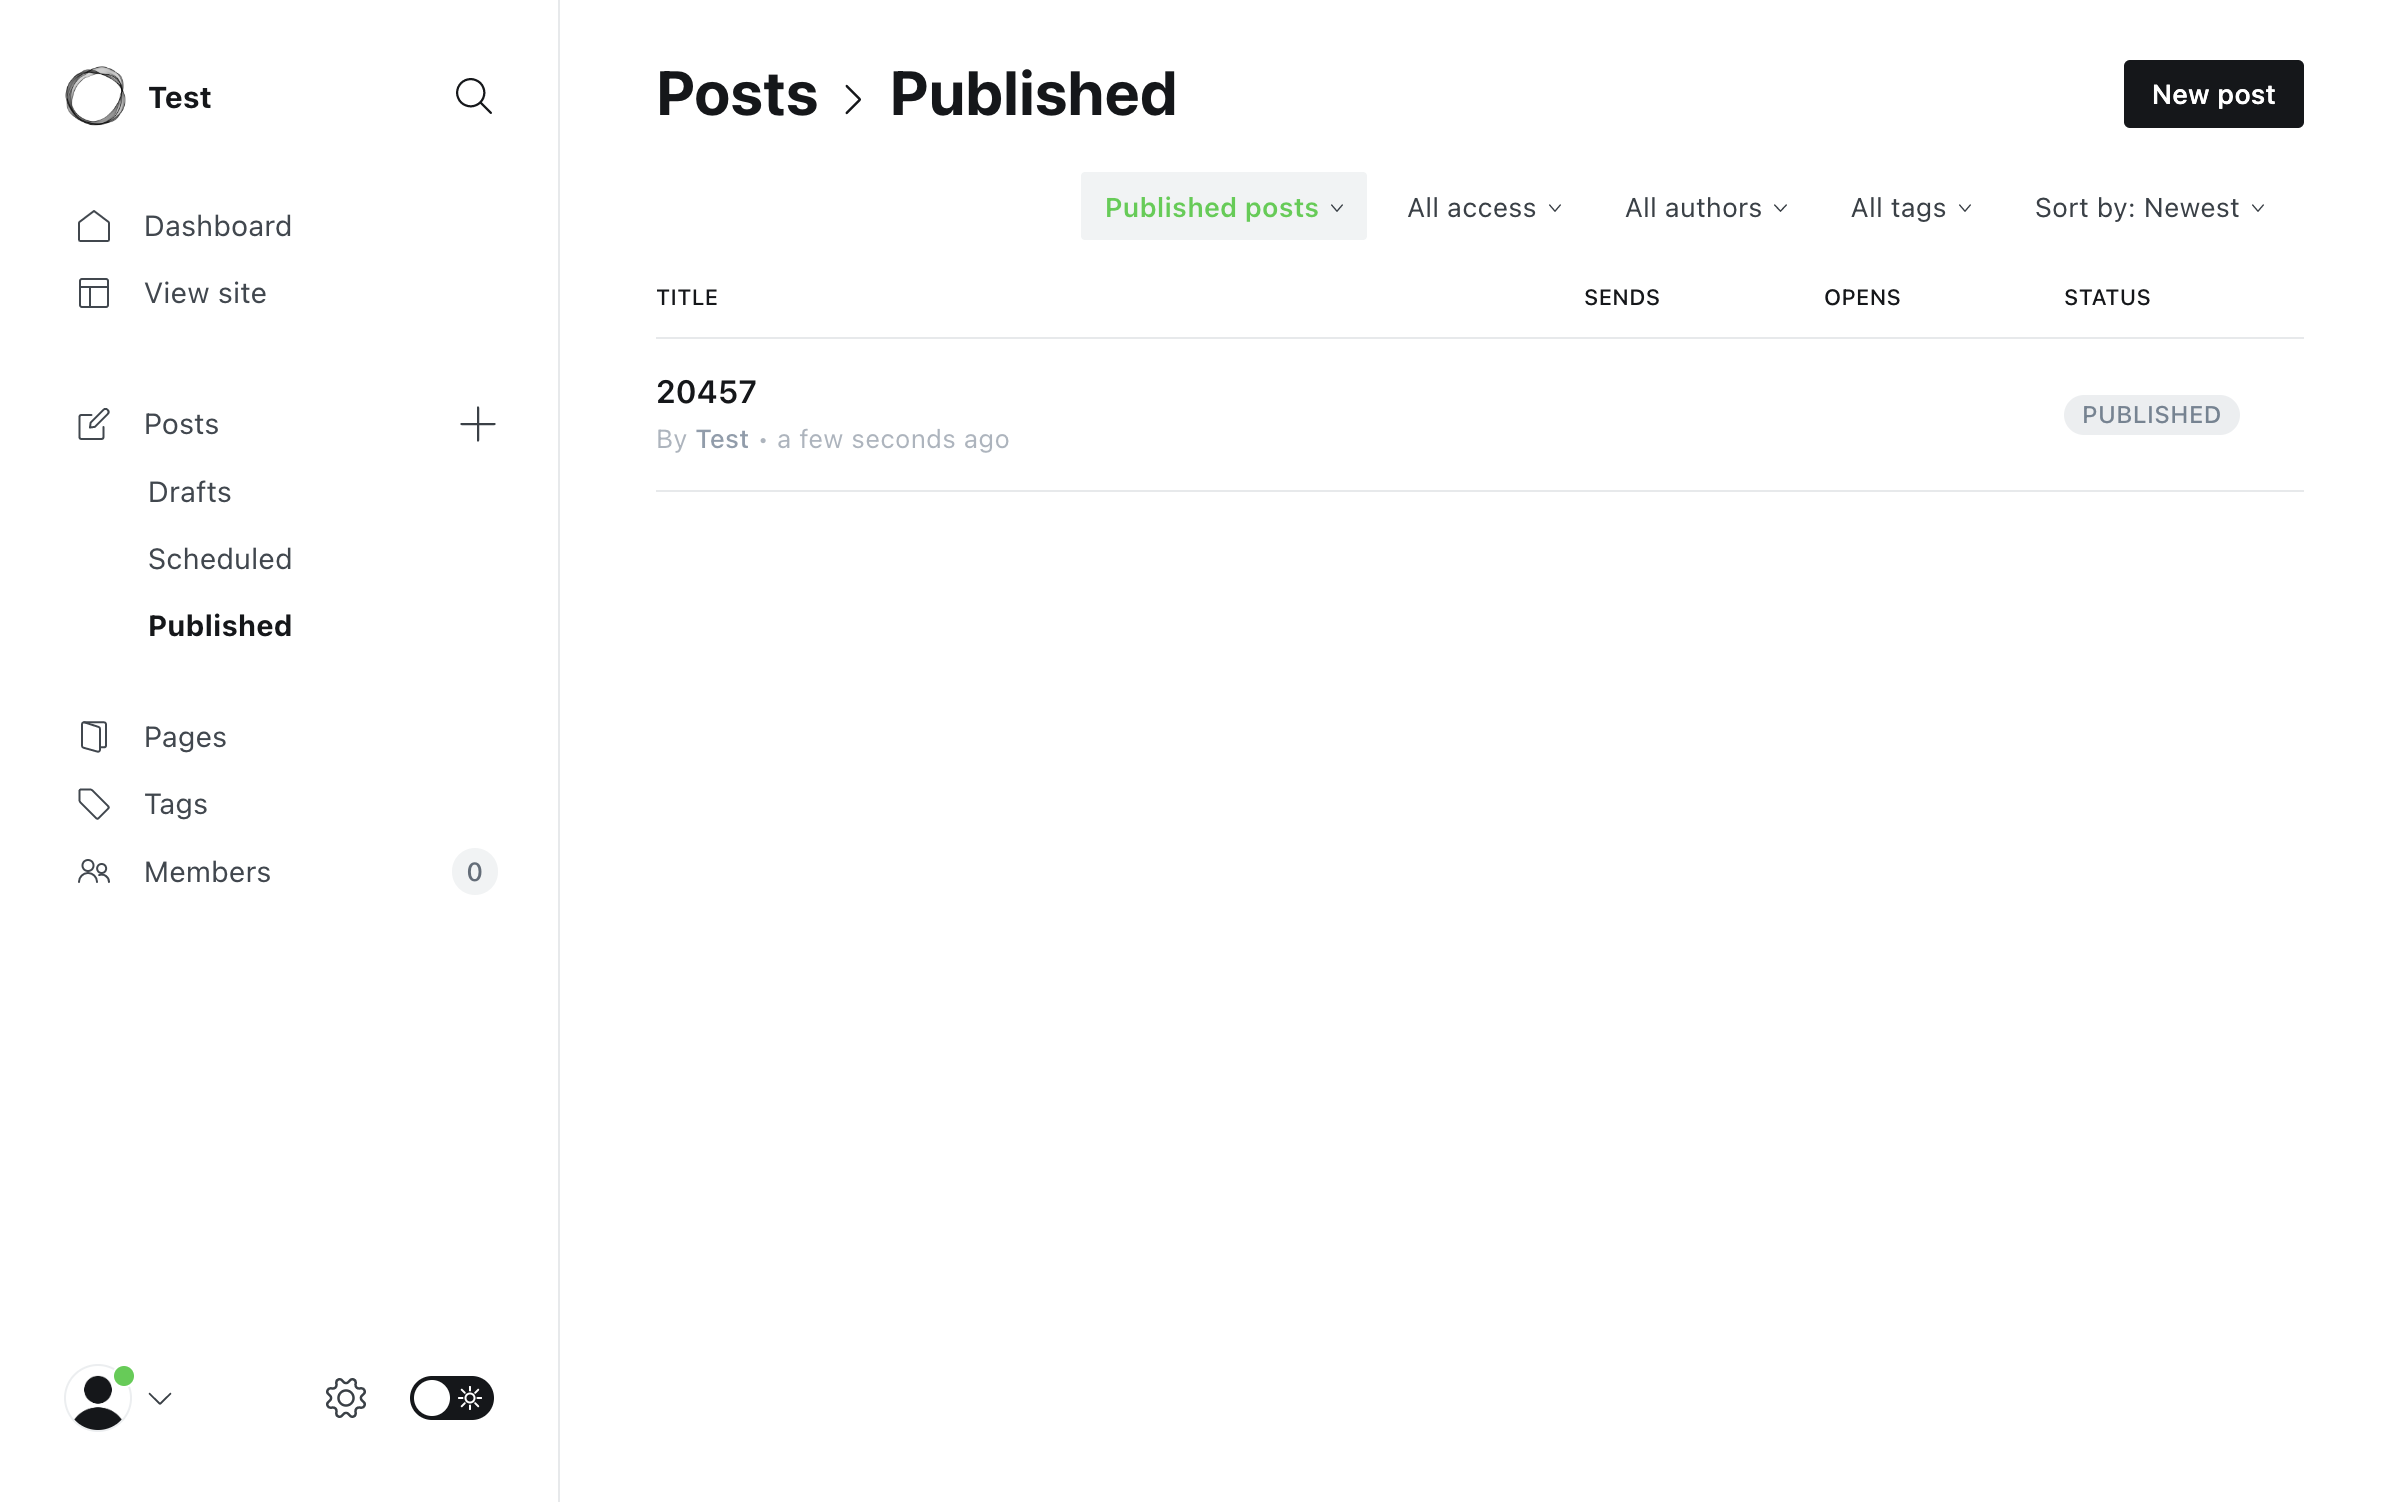 Test
Dashboard
View site
Posts
Drafts
Scheduled
Published
Pages
Tags
Members 0
Posts › Published
New post
Published posts All access All authors All tags Sort by: Newest
TITLE SENDS OPENS STATUS
20457
By Test • a few seconds ago
PUBLISHED